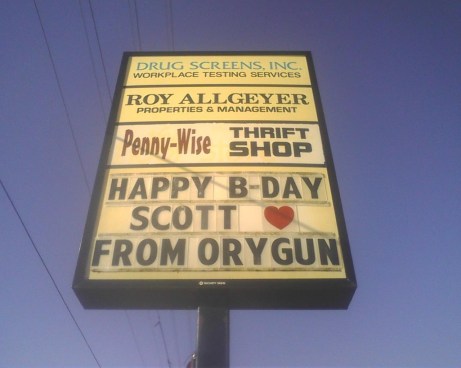 DRUG SCREENS, INC.
WORKPLACE TESTING SERVICES
ROY ALLGEYER
PROPERTIES & MANAGEMENT
Penny-Wise THRIFT SHOP
HAPPY B-DAY
SCOTT
FROM ORYGUN